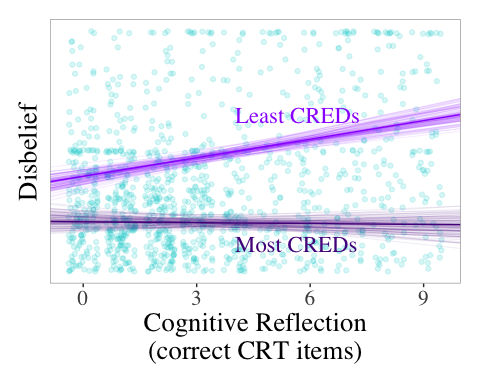 Disbelief
Least CREDs
Most CREDs
0 3 6 9
Cognitive Reflection
(correct CRT items)